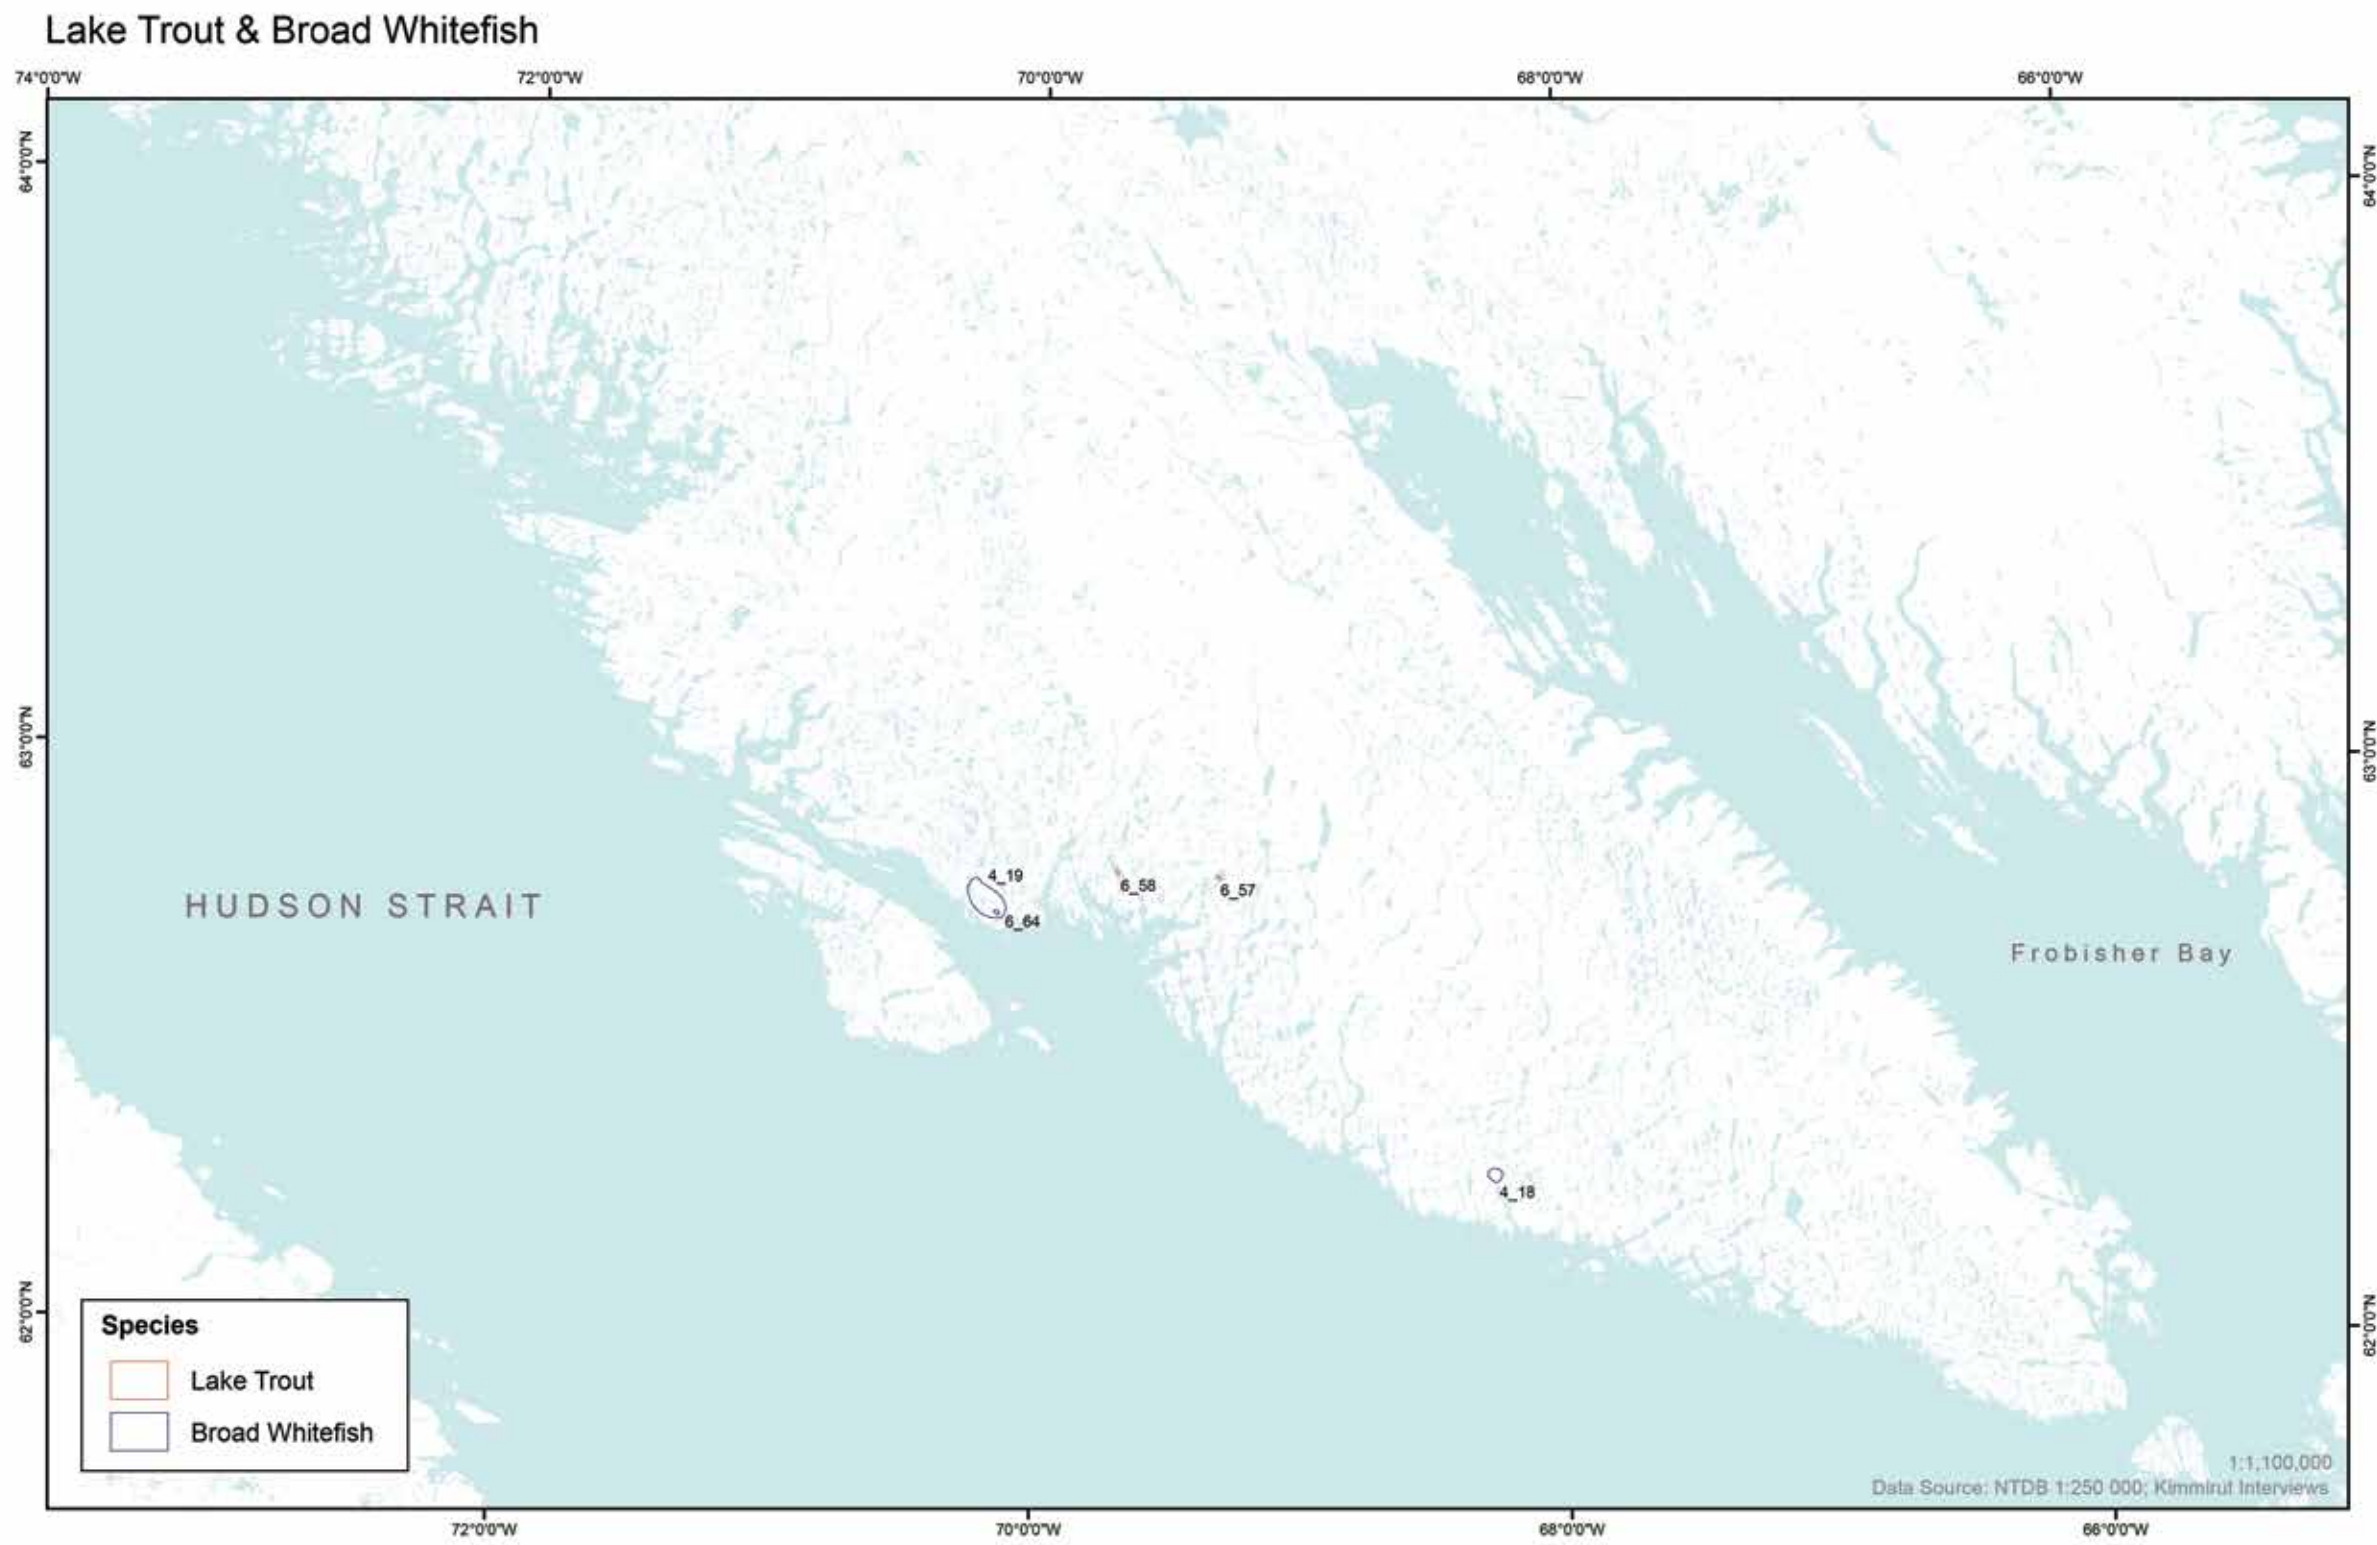 Lake Trout & Broad Whitefish
74°0'0"W 72°0'0"W 70°0'0"W 68°0'0"W 66°0'0"W
64°0'0"N
64°0'0"N
63°0'0"N
63°0'0"N
4_19
6_58
6_57
6_64
HUDSON STRAIT
Frobisher Bay
4_18
62°0'0"N
62°0'0"N
Species
Lake Trout
Broad Whitefish
1:1,100,000
Data Source: NTDB 1:250 000; Kimmirut Interviews
72°0'0"W 70°0'0"W 68°0'0"W 66°0'0"W